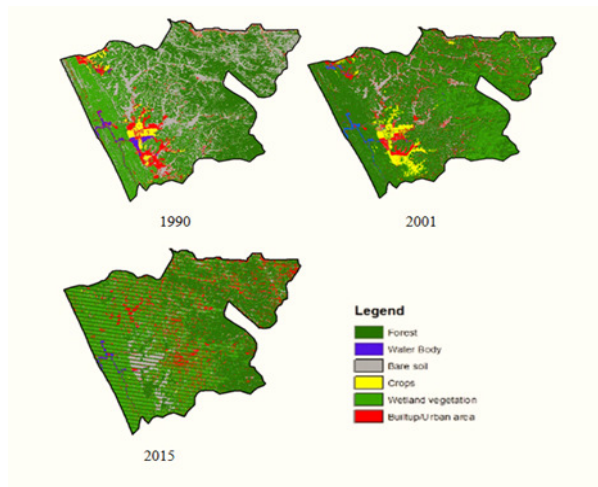 1990
2001
2015
Legend
Forest
Water Body
Bare soil
Crops
Wetland vegetation
Builtup/Urban area